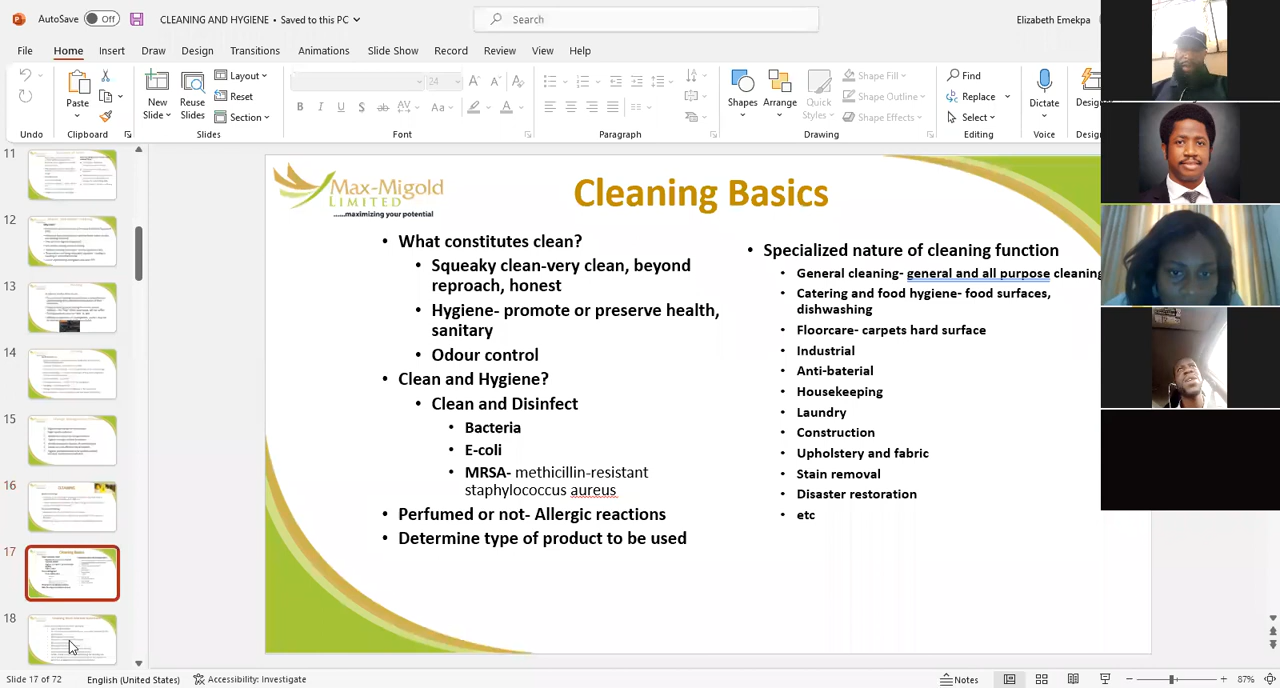 AutoSave Off CLEANING AND HYGIENE • Saved to this PC Search Elizabeth Emekpa
File Home Insert Draw Design Transitions Animations Slide Show Record Review View Help
Paste New Slide Reuse Slides Layout Reset Section 24 Shapes Arrange Quick Styles Shape Fill Shape Outline Shape Effects Find Replace Select Dictate
Undo Clipboard Slides Font Paragraph Drawing Editing Voice
11
12
13
14
15
16
17
18
Max-Migold
LIMITED
......maximizing your potential
Cleaning Basics
• What constitutes clean?
• Squeaky clean-very clean, beyond
reproach, honest
• Hygiene- promote or preserve health,
sanitary
• Odour control
• Clean and Hygiene?
• Clean and Disinfect
• Bacteria
• E-Coli
• MRSA- methicillin-resistant
staphylococcus aureus
• Perfumed odour- Allergic reactions
• Determine type of product to be used
Specialized nature of cleaning function
• General cleaning- general and all purpose cleaning
• Catering and food hygiene- food surfaces,
dishwashing
• Floorcare- carpets hard surface
• Industrial
• Anti-baterial
• Housekeeping
• Laundry
• Construction
• Upholstery and fabric
• Stain removal
• Disaster restoration
• etc
Slide 17 of 72 English (United States) Accessibility: Investigate Notes 87%